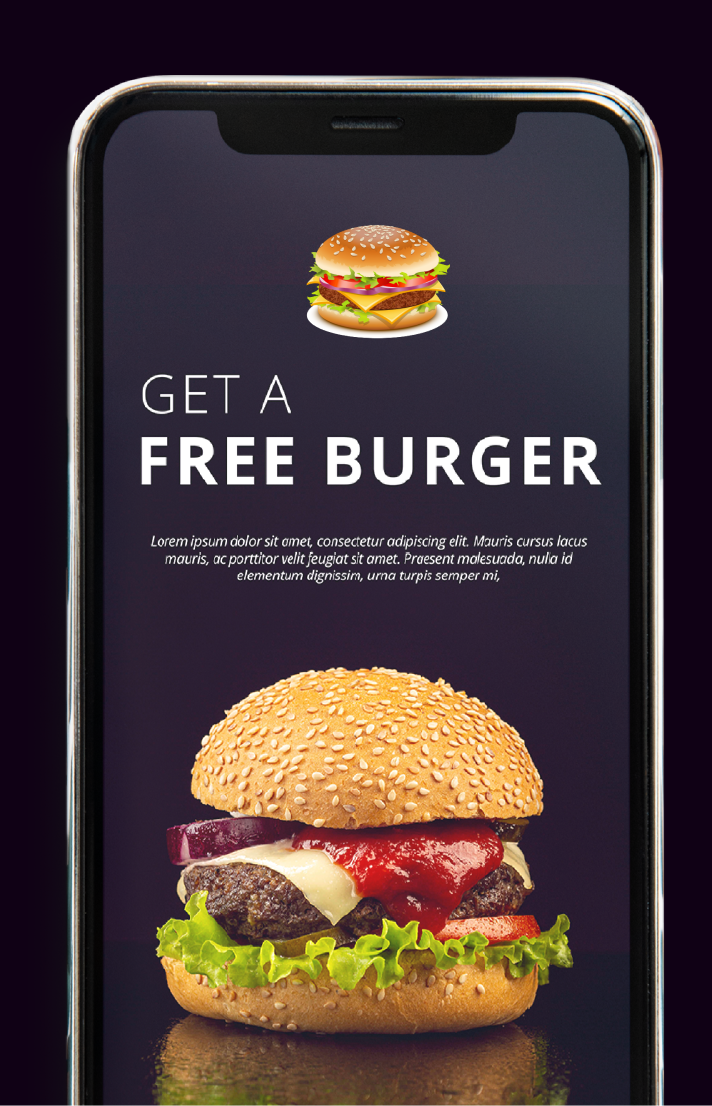 GET A
FREE BURGER
Lorem ipsum dolor sit amet, consectetur adipiscing elit. Mauris cursus lacus
mauris, ac porttitor velit feugiat sit amet. Praesent malesuada, nulla id
elementum dignissim, urna turpis semper mi,